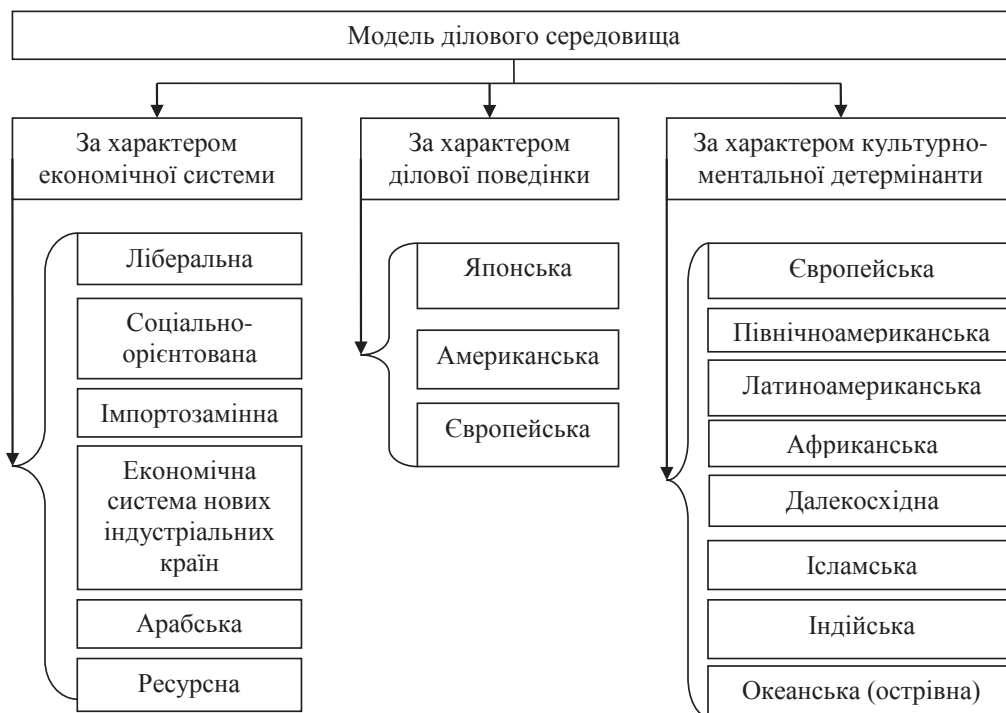 Модель ділового середовища
За характером
економічної системи
За характером
ділової поведінки
За характером культурно-
ментальної детермінанти
Ліберальна
Соціально-
орієнтована
Імпортозамінна
Економічна
система нових
індустріальних
країн
Арабська
Ресурсна
Японська
Американська
Європейська
Європейська
Північноамериканська
Латиноамериканська
Африканська
Далекосхідна
Ісламська
Індійська
Океанська (острівна)